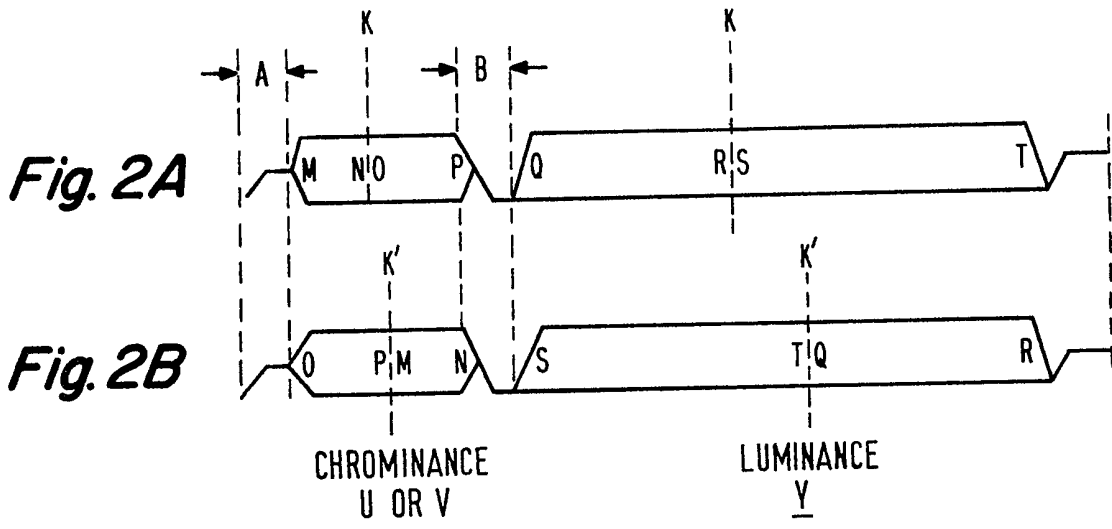 K K
A B
Fig. 2A M N O P Q R S T
K' K'
Fig. 2B O P M N S T Q R
CHROMINANCE LUMINANCE
U OR V Y